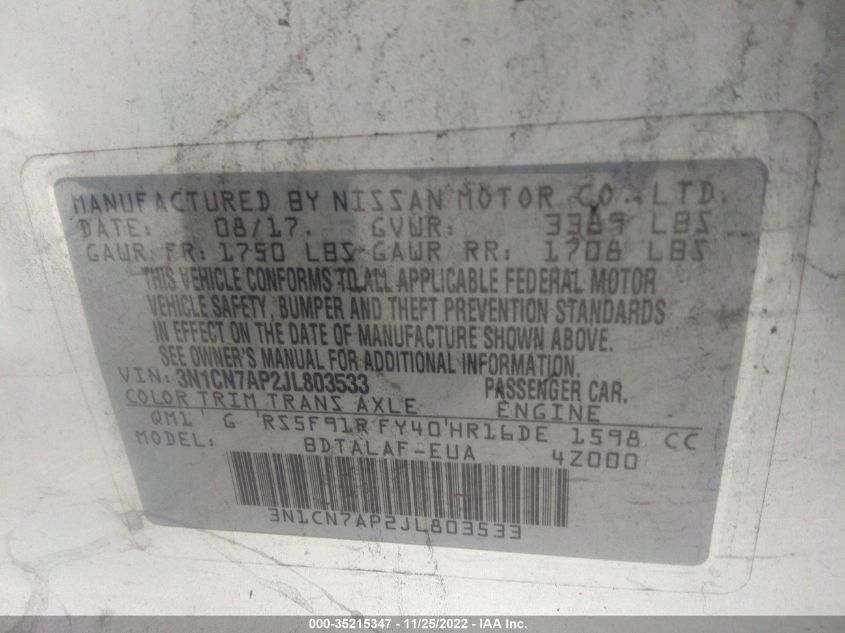 MANUFACTURED BY NISSAN MOTOR CO., LTD.
DATE: 08/17. GVWR: 3389 LBS
GAWR FR: 1750 LBS GAWR RR: 1708 LBS
THIS VEHICLE CONFORMS TO ALL APPLICABLE FEDERAL MOTOR
VEHICLE SAFETY, BUMPER AND THEFT PREVENTION STANDARDS
IN EFFECT ON THE DATE OF MANUFACTURE SHOWN ABOVE.
SEE OWNER'S MANUAL FOR ADDITIONAL INFORMATION.
VIN: 3N1CN7AP2JL803533 PASSENGER CAR.
COLOR TRIM TRANS AXLE ENGINE
QM1' G 'RS5F91R FY40'HR16DE 1598 CC
MODEL: BDTALAF-EUA 4Z000
3N1CN7AP2JL803533
000-35215347 - 11/25/2022 - IAA Inc.